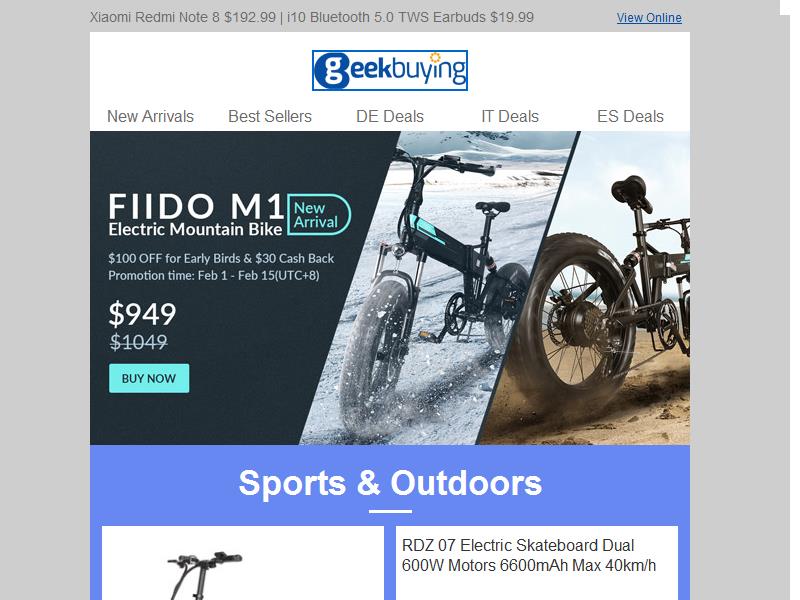 Xiaomi Redmi Note 8 $192.99 | i10 Bluetooth 5.0 TWS Earbuds $19.99
View Online
geekbuying
New Arrivals Best Sellers DE Deals IT Deals ES Deals
FIIDO M1
New
Arrival
Electric Mountain Bike
$100 OFF for Early Birds & $30 Cash Back
Promotion time: Feb 1 - Feb 15(UTC+8)
$949
$1049
BUY NOW
Sports & Outdoors
RDZ 07 Electric Skateboard Dual
600W Motors 6600mAh Max 40km/h